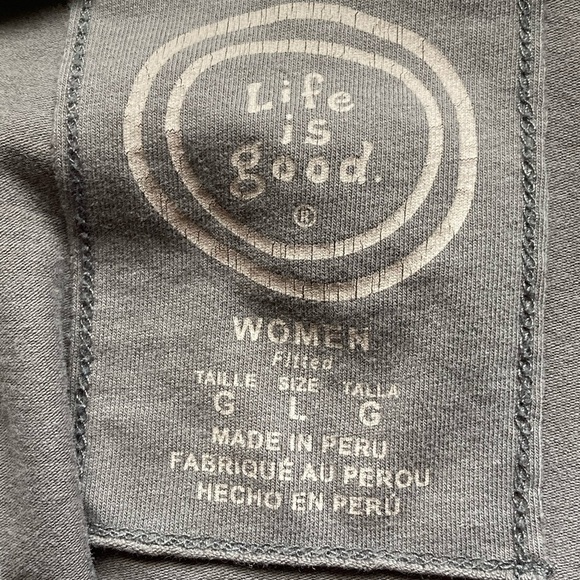 Life
is
good.
®
WOMEN
Fitted
TAILLE SIZE TALLA
G L G
MADE IN PERU
FABRIQUÉ AU PEROU
HECHO EN PERÚ